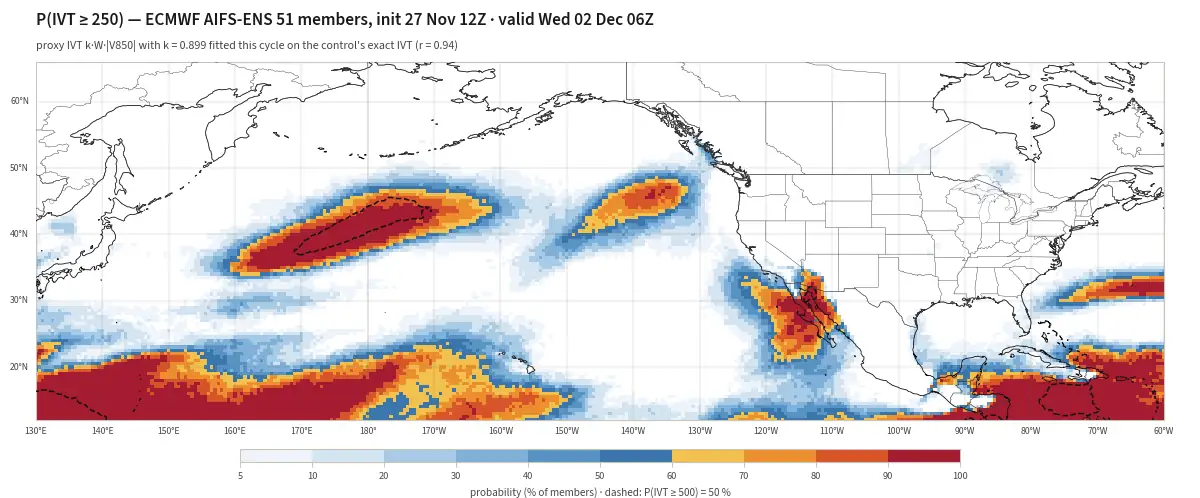 P(IVT ≥ 250) — ECMWF AIFS-ENS 51 members, init 27 Nov 12Z · valid Wed 02 Dec 06Z
proxy IVT k·W·|V850| with k = 0.899 fitted this cycle on the control's exact IVT (r = 0.94)
60°N
50°N
40°N
30°N
20°N
130°E 140°E 150°E 160°E 170°E 180° 170°W 160°W 150°W 140°W 130°W 120°W 110°W 100°W 90°W 80°W 70°W 60°W
5 10 20 30 40 50 60 70 80 90 100
probability (% of members) · dashed: P(IVT ≥ 500) = 50 %